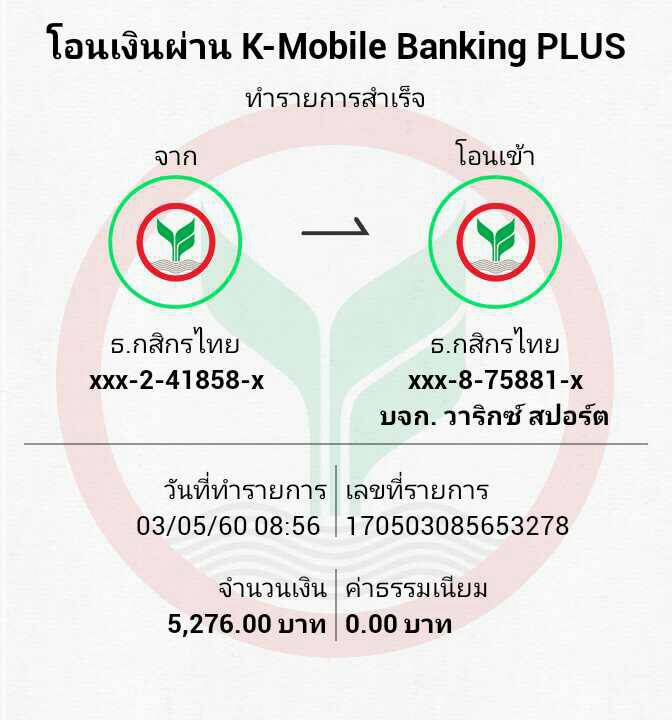 โอนเงินผ่าน K-Mobile Banking PLUS
ทำรายการสำเร็จ
จาก
โอนเข้า
ธ.กสิกรไทย
ธ.กสิกรไทย
xxx-2-41858-x
xxx-8-75881-x
บจก. วาริกซ์ สปอร์ต
วันที่ทำรายการ
เลขที่รายการ
03/05/60 08:56
170503085653278
จำนวนเงิน
ค่าธรรมเนียม
5,276.00 บาท
0.00 บาท